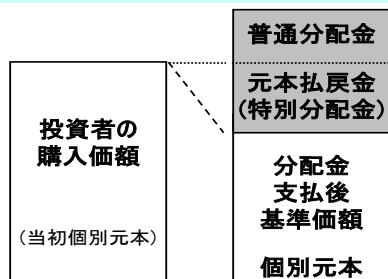 普通分配金
元本払戻金
(特別分配金)
投資者の
購入価額
(当初個別元本)
分配金
支払後
基準価額
個別元本